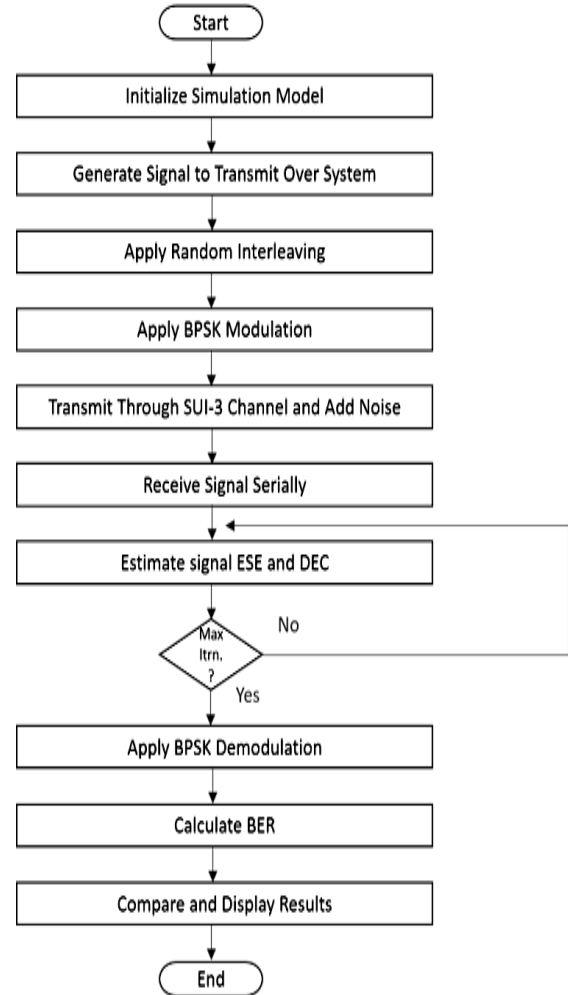 Start
Initialize Simulation Model
Generate Signal to Transmit Over System
Apply Random Interleaving
Apply BPSK Modulation
Transmit Through SUI-3 Channel and Add Noise
Receive Signal Serially
Estimate signal ESE and DEC
Max
Itrn.
?
No
Yes
Apply BPSK Demodulation
Calculate BER
Compare and Display Results
End